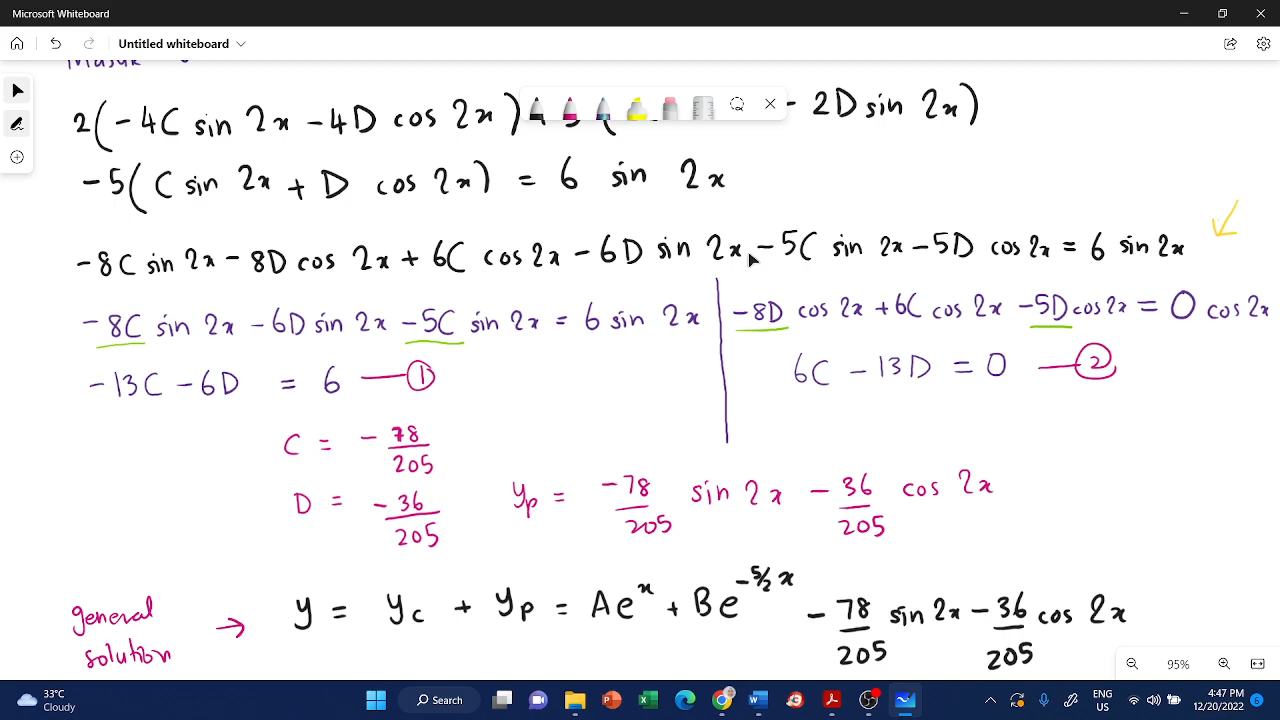 Microsoft Whiteboard
Untitled whiteboard
2(-4C sin 2x - 4D cos 2x) - 2D sin 2x)
-5(C sin 2x + D cos 2x) = 6 sin 2x
-8C sin 2x - 8D cos 2x + 6C cos 2x - 6D sin 2x - 5C sin 2x - 5D cos 2x = 6 sin 2x
-8C sin 2x - 6D sin 2x - 5C sin 2x = 6 sin 2x
-13C - 6D = 6 — ①
-8D cos 2x + 6C cos 2x - 5D cos 2x = 0 cos 2x
6C - 13D = 0 — ②
C = -78/205
D = -36/205
yp = -78/205 sin 2x - 36/205 cos 2x
general solution → y = yc + yp = Ae^x + Be^(-5/2 x) - 78/205 sin 2x - 36/205 cos 2x
95%
33°C
Cloudy
Search
ENG
US
4:47 PM
12/20/2022